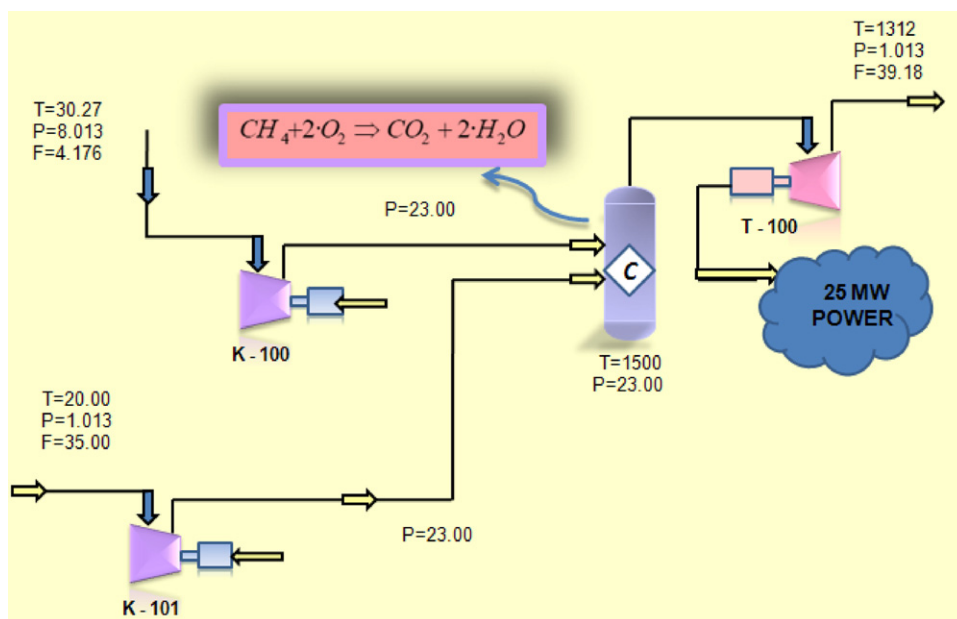 T=1312
P=1.013
F=39.18
T=30.27
P=8.013
F=4.176
CH4+2·O2 ⇒ CO2 + 2·H2O
P=23.00
T - 100
C
25 MW
POWER
K - 100
T=1500
P=23.00
T=20.00
P=1.013
F=35.00
P=23.00
K - 101